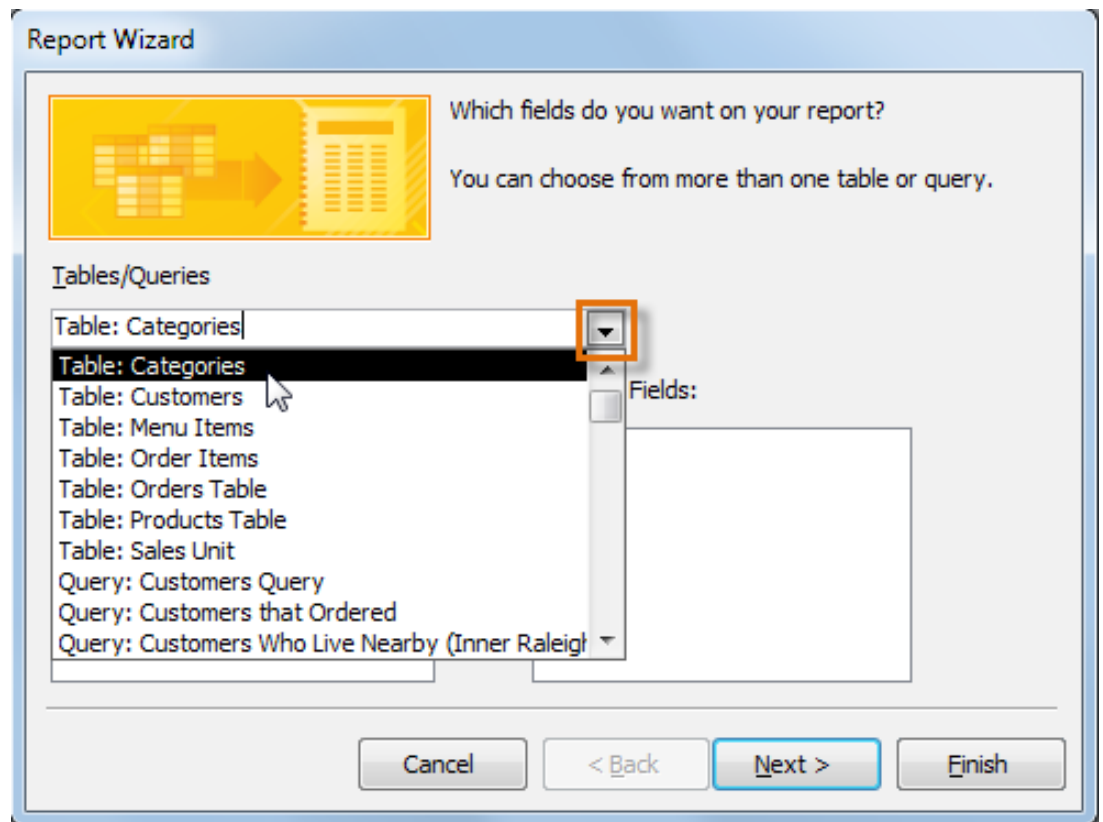 Report Wizard
Which fields do you want on your report?
You can choose from more than one table or query.
Tables/Queries
Table: Categories
Table: Categories
Table: Customers
Fields:
Table: Menu Items
Table: Order Items
Table: Orders Table
Table: Products Table
Table: Sales Unit
Query: Customers Query
Query: Customers that Ordered
Query: Customers Who Live Nearby (Inner Raleigh
Cancel
< Back
Next >
Finish